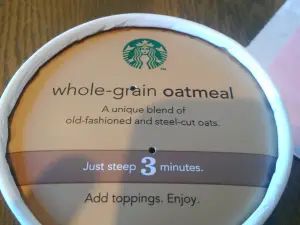 whole-grain oatmeal
A unique blend of
old-fashioned and steel-cut oats.
Just steep 3 minutes.
Add toppings. Enjoy.